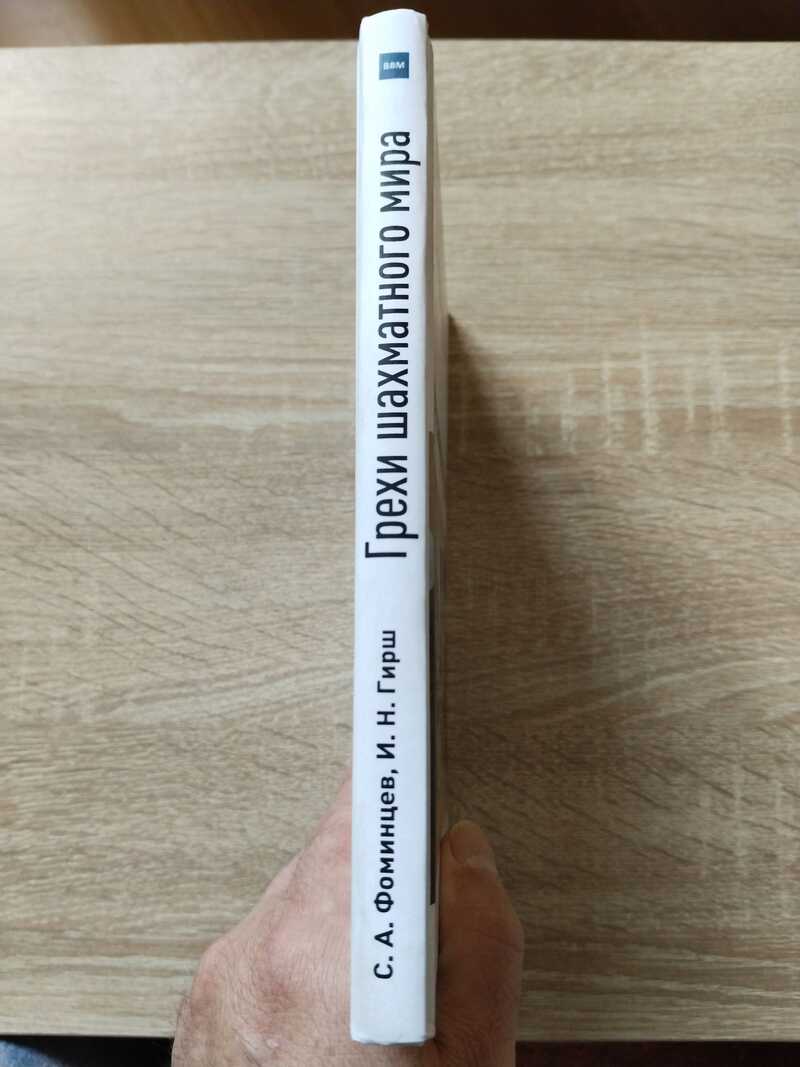 С. А. Фоминцев, И. Н. Гирш
Грехи шахматного мира
ВВМ